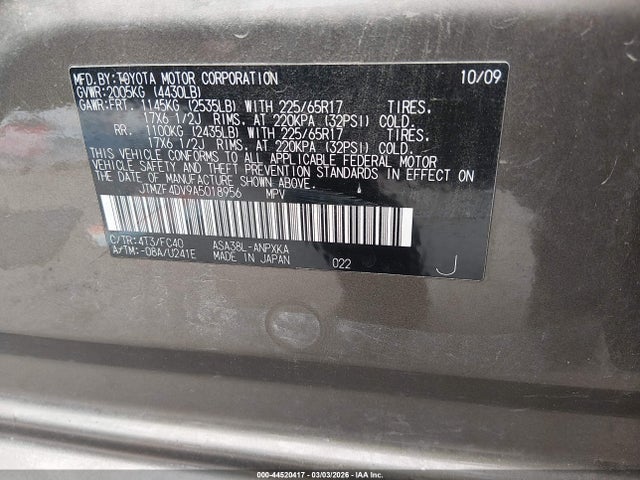 MFD.BY:TOYOTA MOTOR CORPORATION 10/09
GVWR:2005KG (4430LB)
GAWR:FRT. 1145KG (2535LB) WITH 225/65R17 TIRES.
17X6 1/2J RIMS. AT 220KPA (32PSI) COLD.
RR. 1100KG (2435LB) WITH 225/65R17 TIRES.
17X6 1/2J RIMS. AT 220KPA (32PSI) COLD.
THIS VEHICLE CONFORMS TO ALL APPLICABLE FEDERAL MOTOR
VEHICLE SAFETY AND THEFT PREVENTION STANDARDS IN EFFECT ON
THE DATE OF MANUFACTURE SHOWN ABOVE.
JTMZF4DV9A5018956 MPV
C/TR:4T3/FC40 ASA38L-ANPXKA
A/TM:-08A/U241E MADE IN JAPAN 022 J
000-44520417 - 03/03/2026 - COPYRIGHT IAA, LLC.